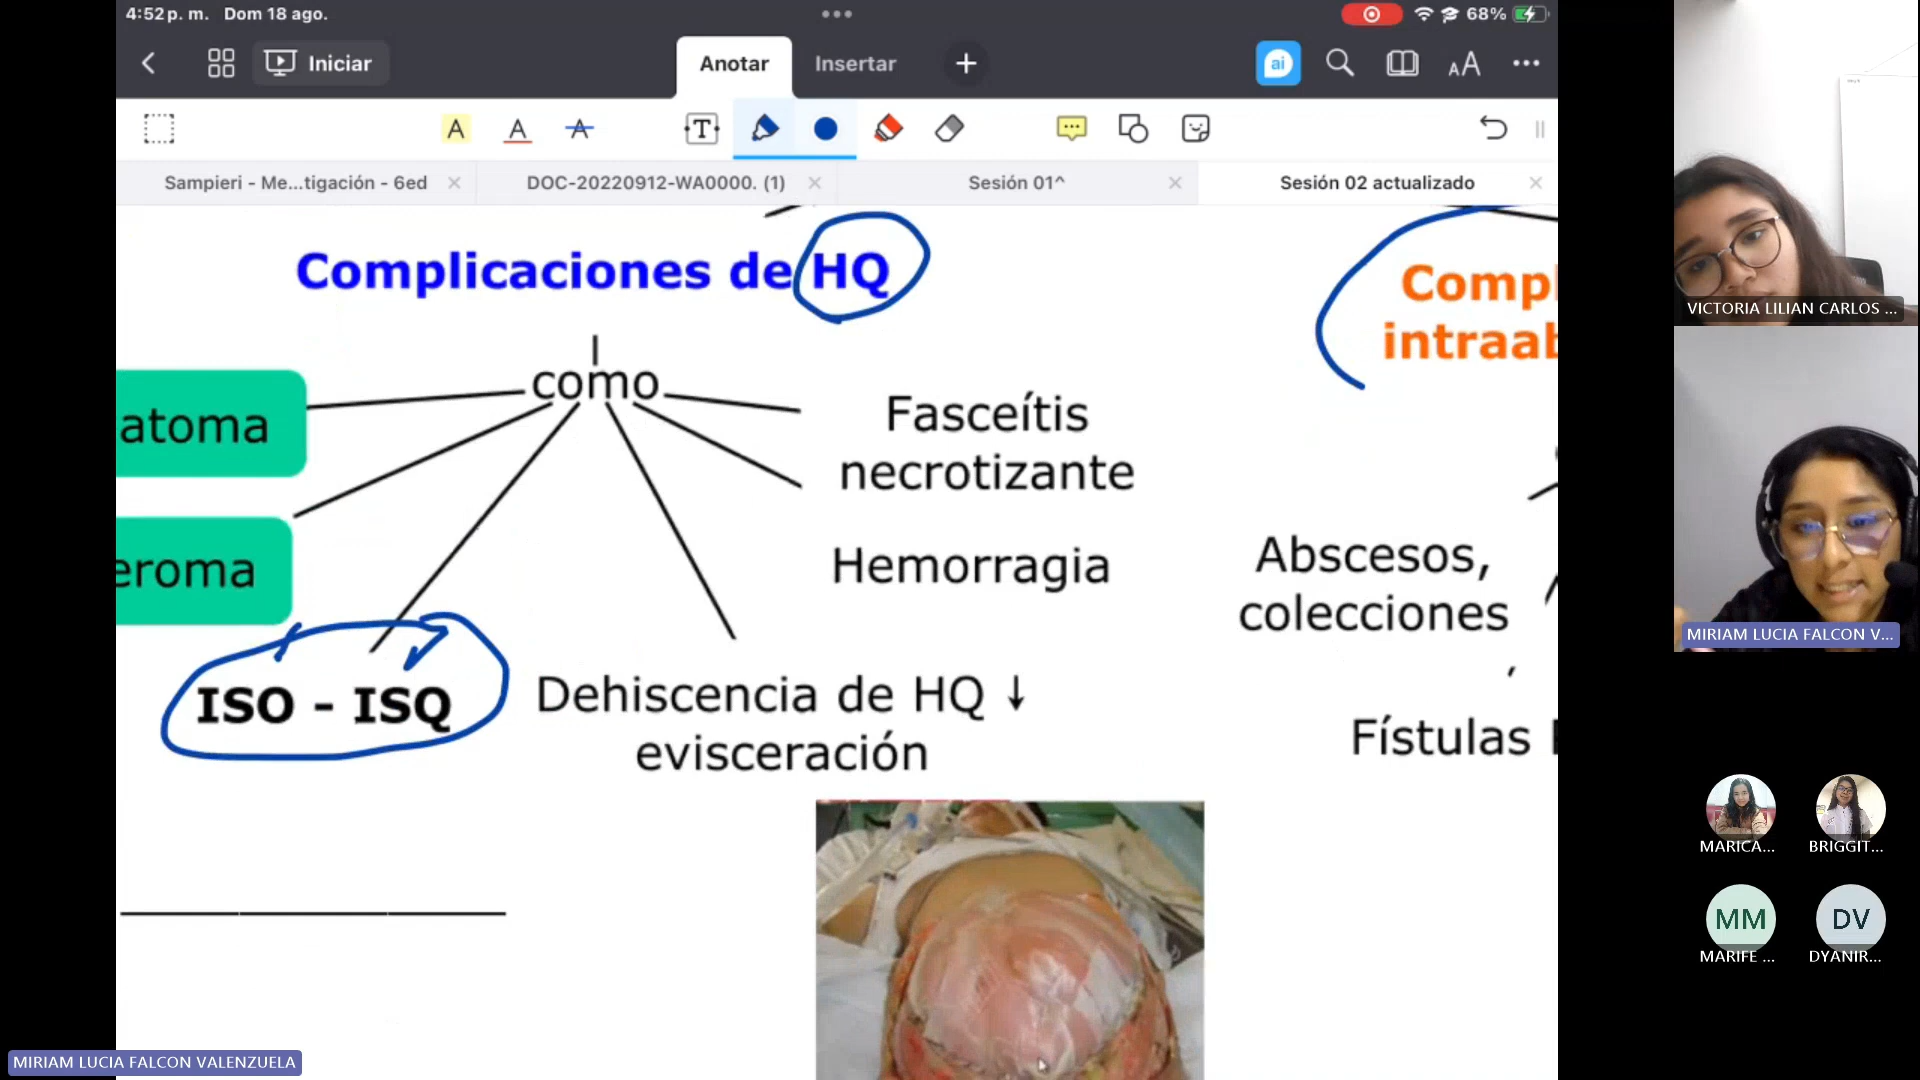 4:52 p. m. Dom 18 ago.
68%
Iniciar
Anotar
Insertar
ai
AA
A A A T
Sampieri - Me...tigación - 6ed
DOC-20220912-WA0000. (1)
Sesión 01^
Sesión 02 actualizado
Complicaciones de HQ
Comp
intraab
como
atoma
Fasceítis
necrotizante
eroma
Hemorragia
Abscesos,
colecciones
ISO - ISQ
Dehiscencia de HQ ↓
evisceración
Fístulas
VICTORIA LILIAN CARLOS ...
MIRIAM LUCIA FALCON V...
MARICA...
BRIGGIT...
MM
DV
MARIFE ...
DYANIR...
MIRIAM LUCIA FALCON VALENZUELA